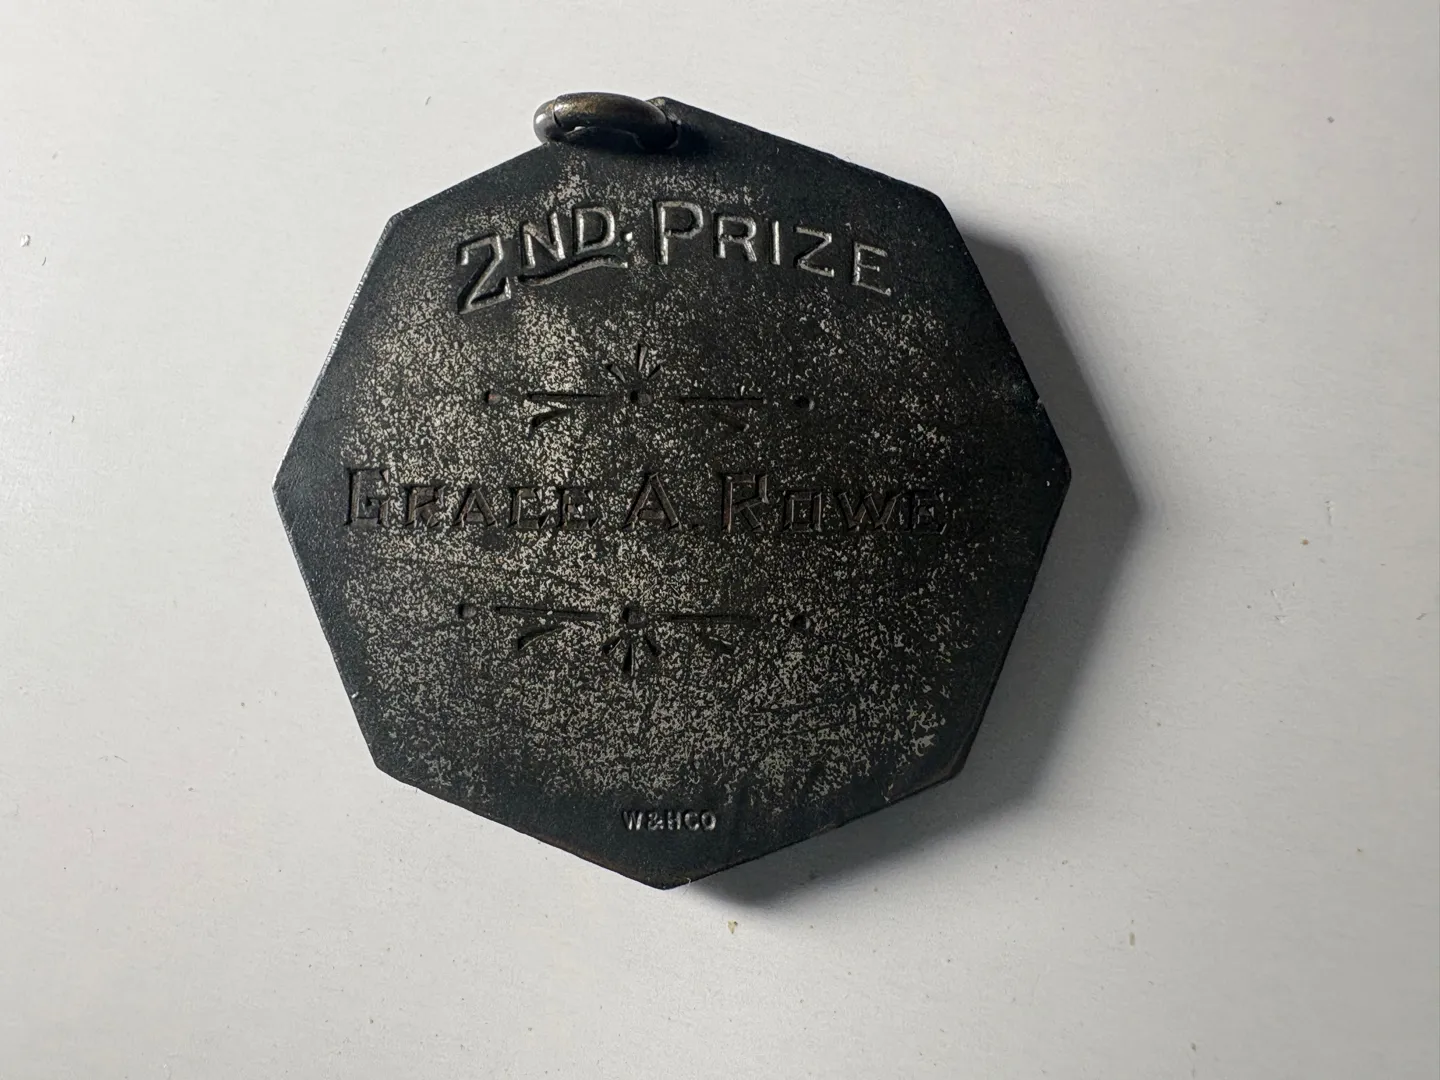 2ND. PRIZE
GRACE A. ROWE
W&HCO